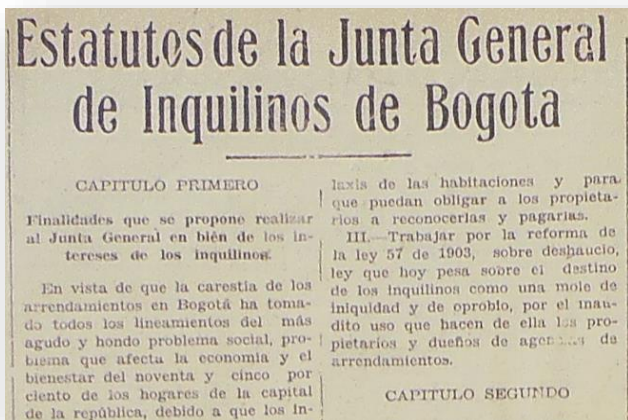 Estatutos de la Junta General
de Inquilinos de Bogota
CAPITULO PRIMERO
Finalidades que se propone realizar
al Junta General en bién de los in-
tereses de los inquilinos.
En vista de que la carestia de los
arrendamientos en Bogotá ha toma-
do todos los lineamientos del más
agudo y hondo problema social, pro-
blema que afecta la economia y el
bienestar del noventa y cinco por
ciento de los hogares de la capital
de la república, debido a que los in-
laxis de las habitaciones y para
que puedan obligar a los propieta-
rios a reconocerlas y pagarlas.
III.—Trabajar por la reforma de
la ley 57 de 1903, sobre deshaucio,
ley que hoy pesa sobre el destino
de los inquilinos como una mole de
iniquidad y de oprobio, por el inau-
dito uso que hacen de ella los pro-
pietarios y dueños de agencias de
arrendamientos.
CAPITULO SEGUNDO